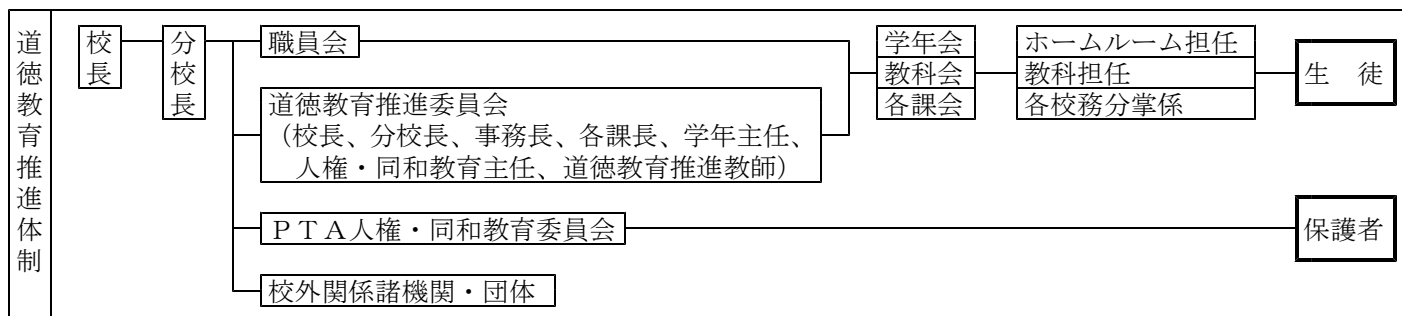 道徳教育推進体制
校長
分校長
職員会
道徳教育推進委員会
（校長、分校長、事務長、各課長、学年主任、
人権・同和教育主任、道徳教育推進教師）
ＰＴＡ人権・同和教育委員会
校外関係諸機関・団体
学年会
教科会
各課会
ホームルーム担任
教科担任
各校務分掌係
生　徒
保護者